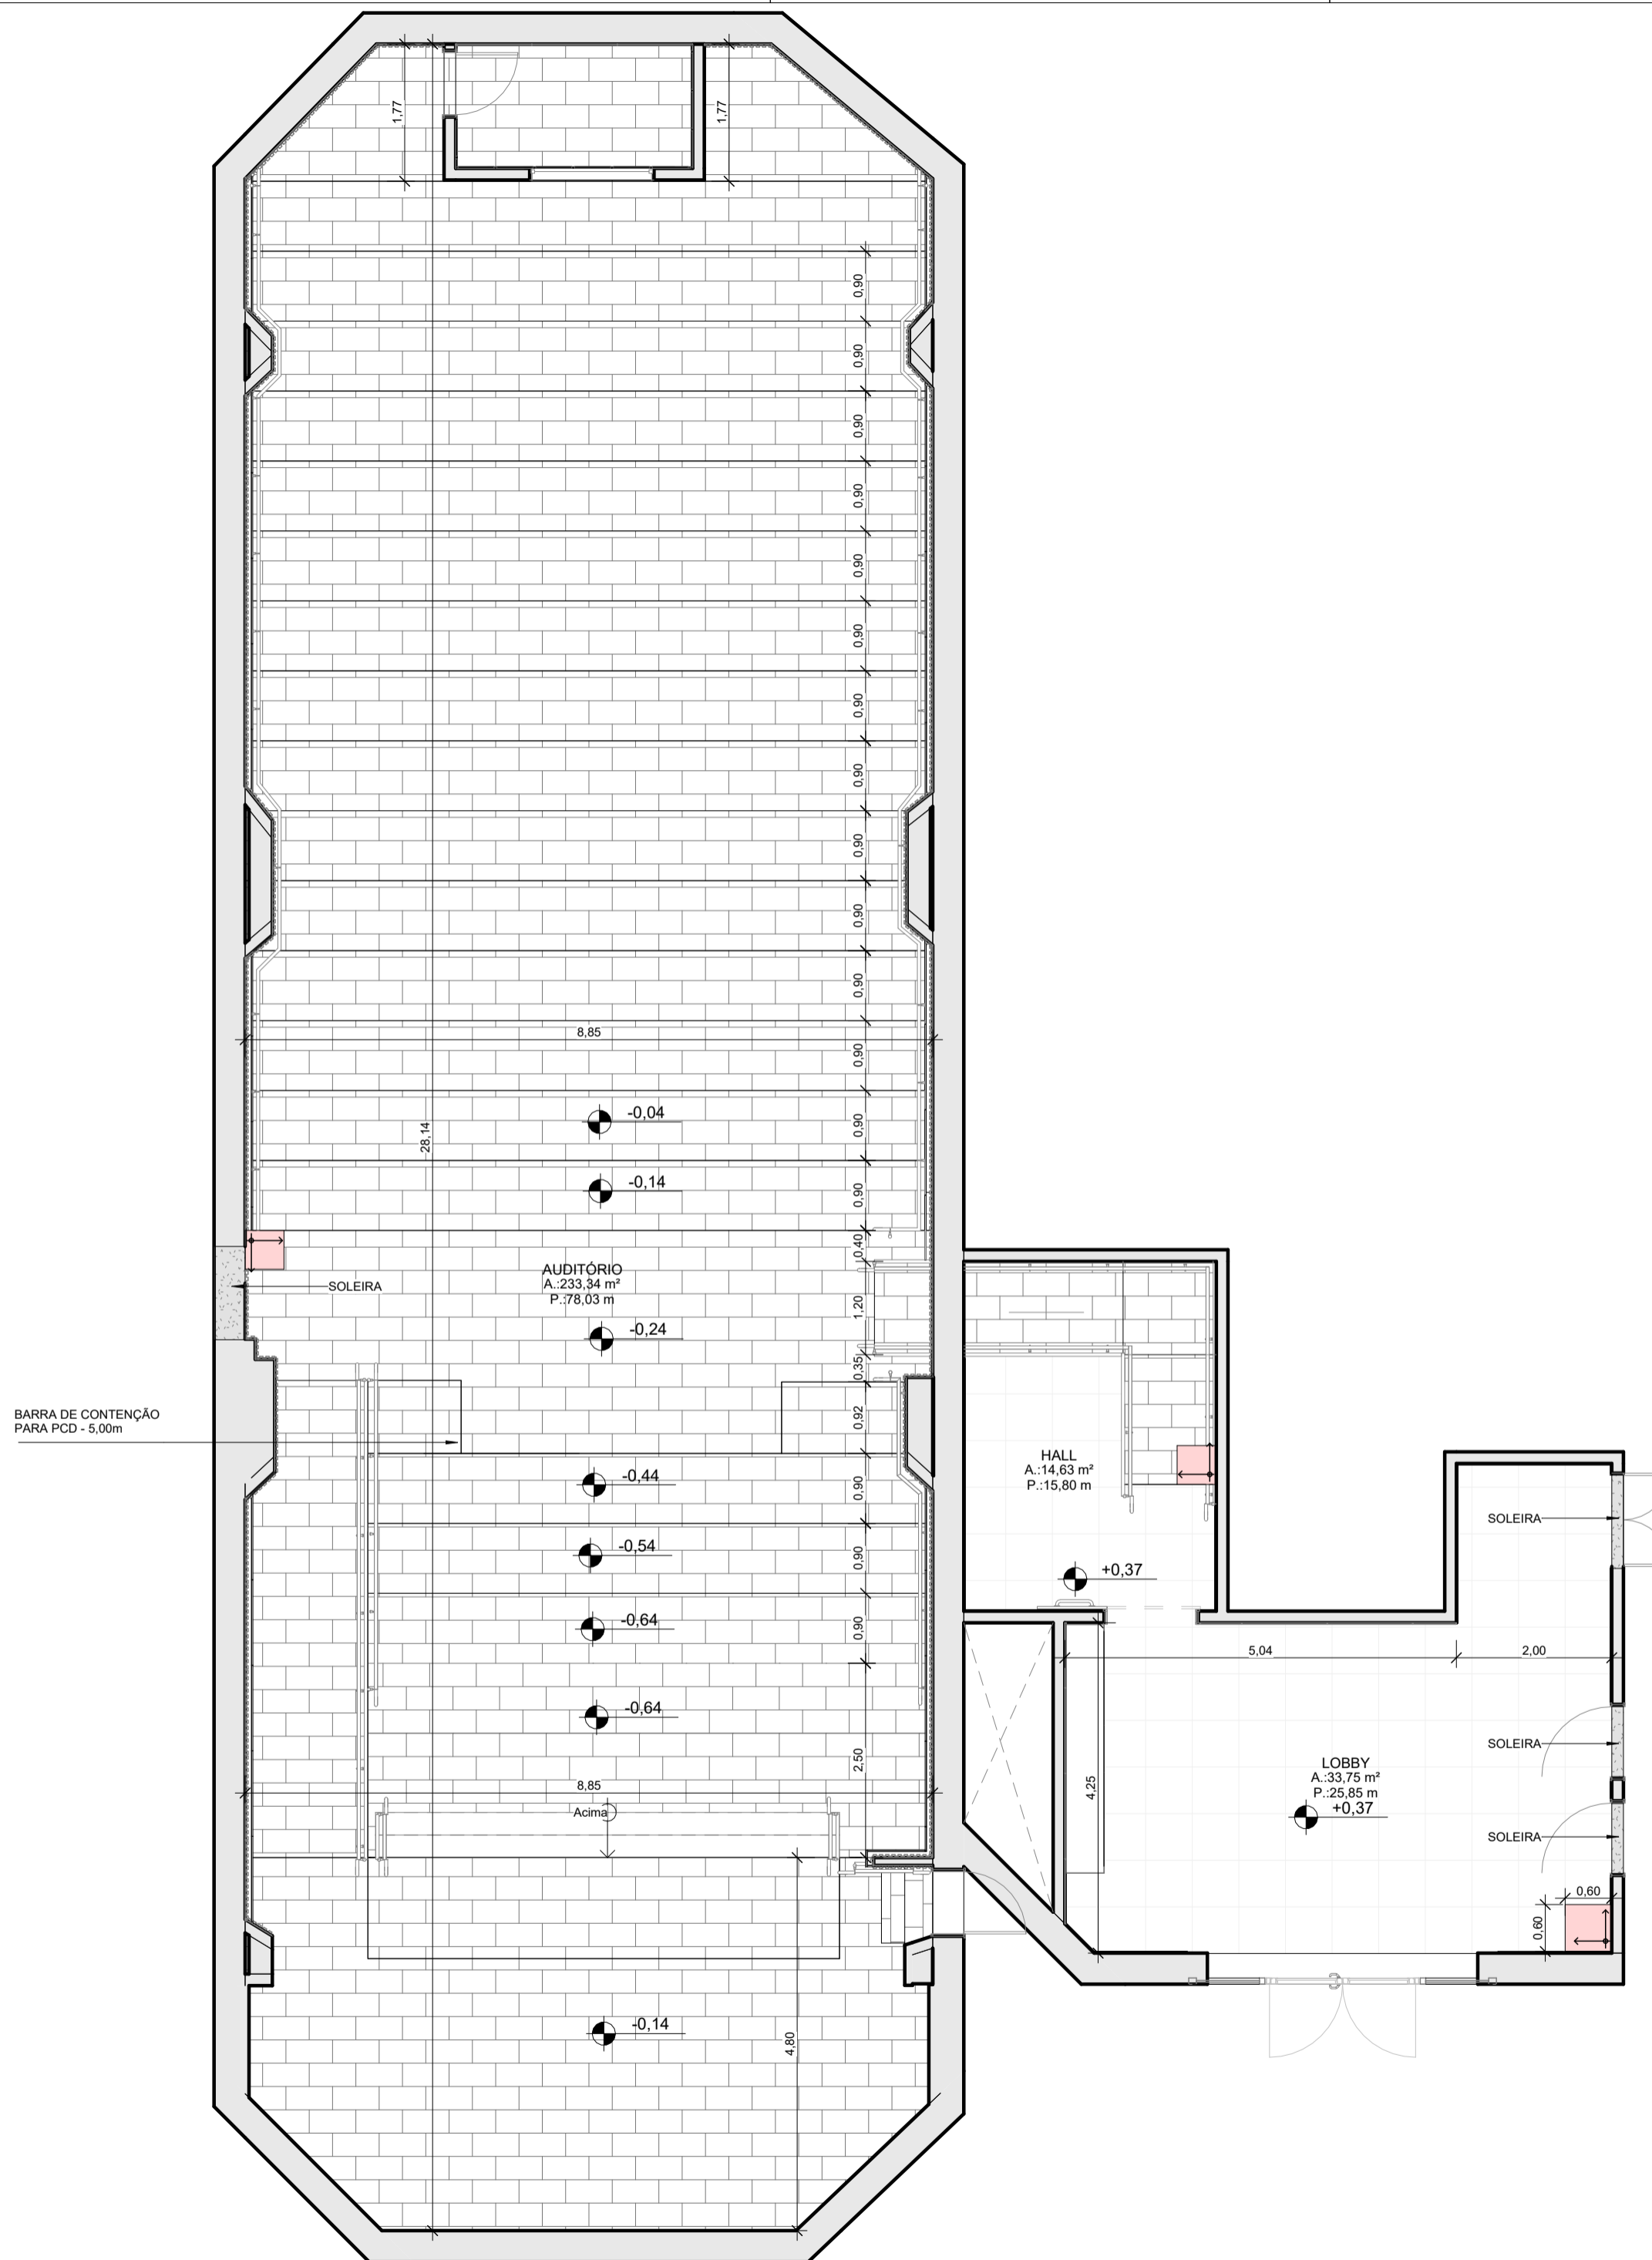 1,77
1,77
0,90
0,90
0,90
0,90
0,90
0,90
0,90
0,90
0,90
0,90
0,90
8,85
0,90
28,14
-0,04
0,90
-0,14
0,90
0,40
AUDITÓRIO
A.:233,34 m²
P.:78,03 m
SOLEIRA
1,20
-0,24
0,35
BARRA DE CONTENÇÃO
PARA PCD - 5,00m
0,92
HALL
A.:14,63 m²
P.:15,80 m
-0,44
0,90
SOLEIRA
-0,54
0,90
+0,37
-0,64
0,90
5,04
2,00
-0,64
SOLEIRA
2,50
LOBBY
A.:33,75 m²
P.:25,85 m
+0,37
4,25
8,85
Acima
SOLEIRA
0,60
0,60
-0,14
4,80